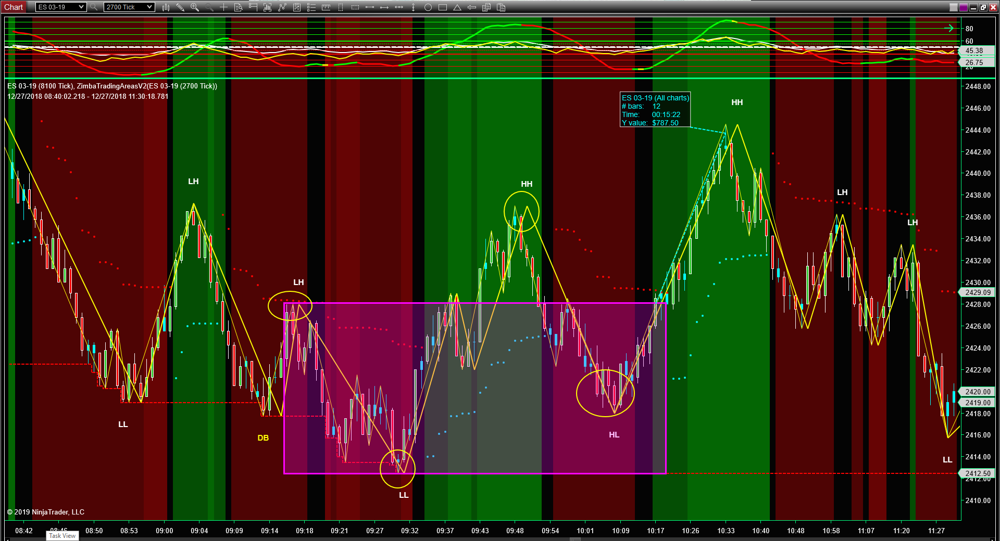 Chart ES 03-19 2700 Tick
80
60
45.38
26.75
20
ES 03-19 (8100 Tick), ZimbaTradingAreasV2(ES 03-19 (2700 Tick))
12/27/2018 08:40:02.218 - 12/27/2018 11:30:18.781
ES 03-19 (All charts)
# bars: 12
Time: 00:15:22
Y value: $787.50
HH
LH
HH
LH
LH
LH
LL
DB
HL
LL
LL
2448.00
2446.00
2444.00
2442.00
2440.00
2438.00
2436.00
2434.00
2432.00
2430.00
2429.09
2428.00
2426.00
2424.00
2422.00
2420.00
2419.00
2418.00
2416.00
2414.00
2412.50
2412.00
2410.00
© 2019 NinjaTrader, LLC
08:42 08:46 08:50 08:53 09:00 09:04 09:09 09:14 09:18 09:21 09:27 09:32 09:37 09:43 09:48 09:54 10:01 10:09 10:17 10:26 10:33 10:40 10:48 10:58 11:07 11:20 11:27
Task View